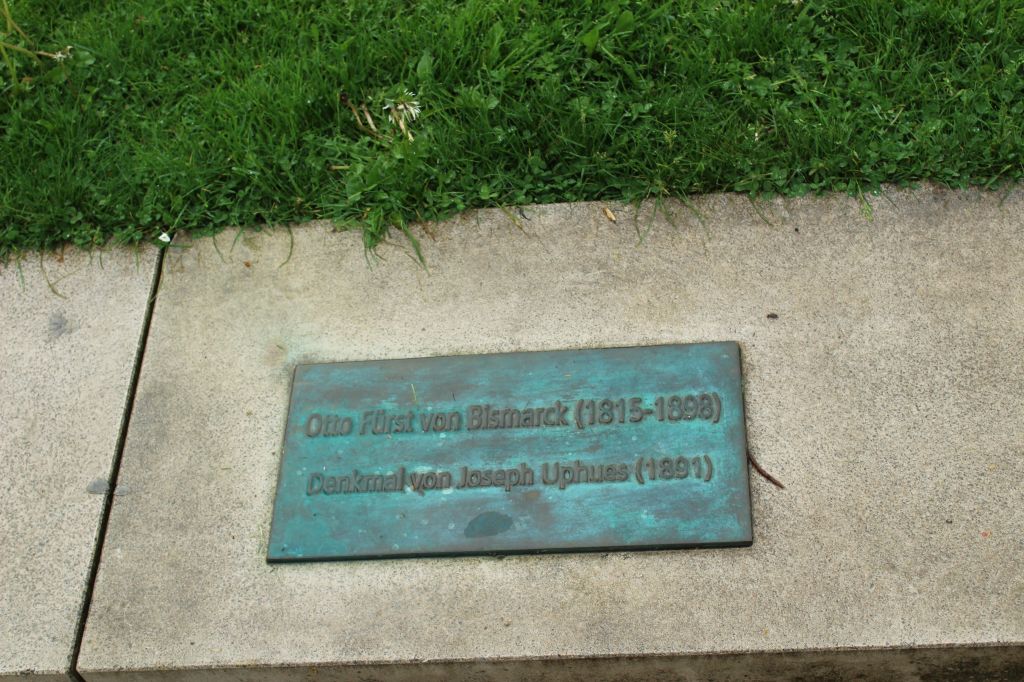 Otto Fürst von Bismarck (1815-1898)
Denkmal von Joseph Uphues (1891)